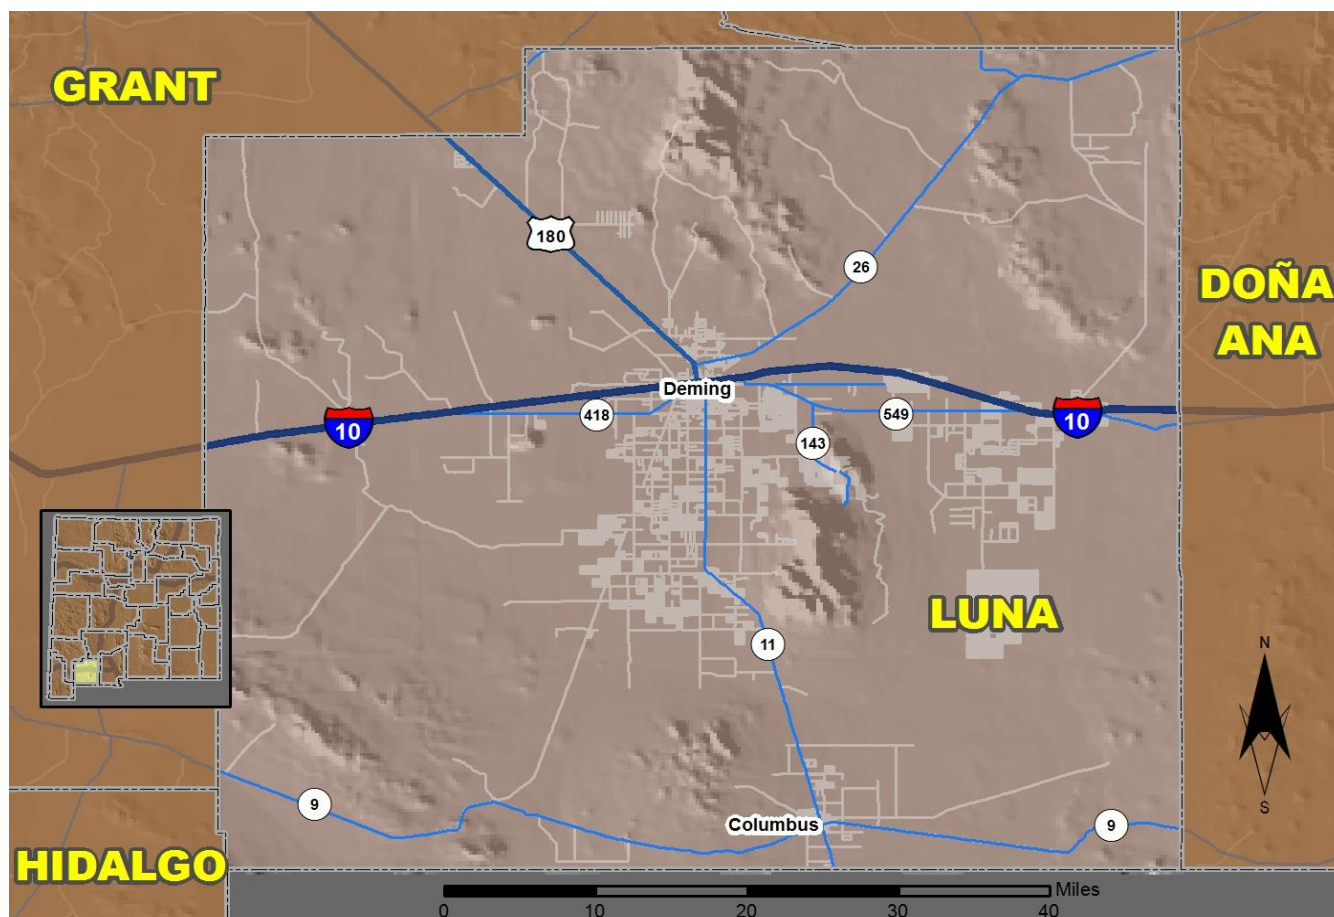 GRANT
180
26
DOÑA
ANA
Deming
10
418
549
10
143
LUNA
11
N
S
9
Columbus
9
HIDALGO
Miles
0 10 20 30 40